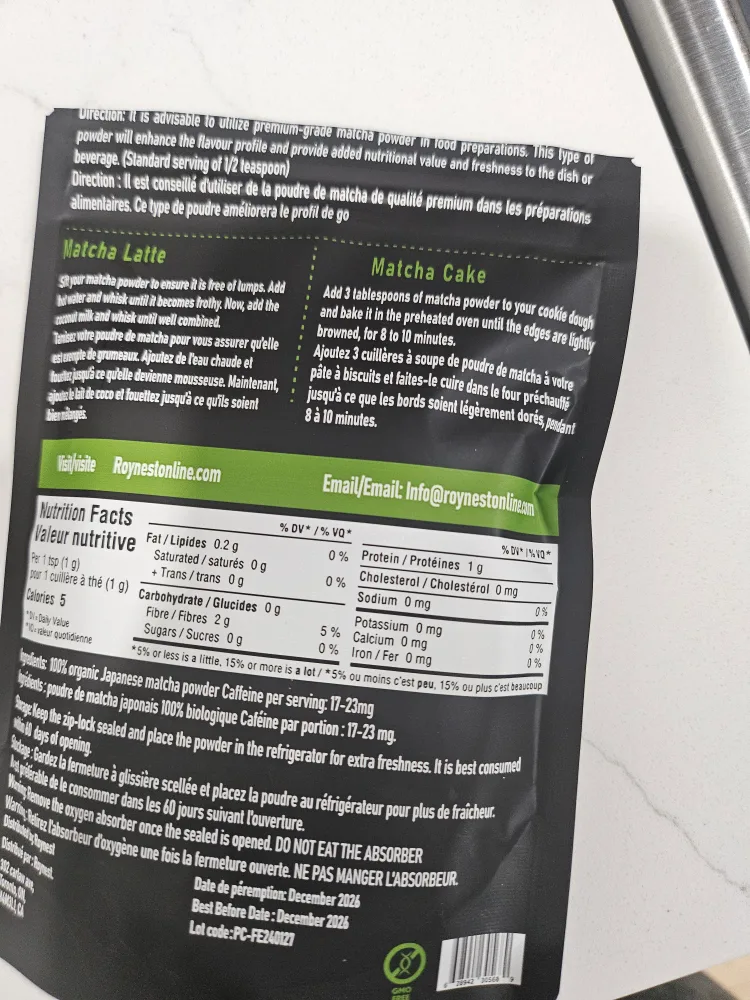 Direction: It is advisable to utilize premium-grade matcha powder in food preparations. This type of
powder will enhance the flavour profile and provide added nutritional value and freshness to the dish or
beverage. (Standard serving of 1/2 teaspoon)
Direction : Il est conseillé d'utiliser de la poudre de matcha de qualité premium dans les préparations
alimentaires. Ce type de poudre améliorera le profil de go
Matcha Latte
Sift your matcha powder to ensure it is free of lumps. Add
hot water and whisk until it becomes frothy. Now, add the
coconut milk and whisk until well combined.
Tamisez votre poudre de matcha pour vous assurer qu'elle
est exempte de grumeaux. Ajoutez de l'eau chaude et
fouettez jusqu'à ce qu'elle devienne mousseuse. Maintenant,
ajoutez le lait de coco et fouettez jusqu'à ce qu'ils soient
bien mélangés.
Matcha Cake
Add 3 tablespoons of matcha powder to your cookie dough
and bake it in the preheated oven until the edges are lightly
browned, for 8 to 10 minutes.
Ajoutez 3 cuillères à soupe de poudre de matcha à votre
pâte à biscuits et faites-le cuire dans le four préchauffé
jusqu'à ce que les bords soient légèrement dorés, pendant
8 à 10 minutes.
Visit/visite Roynestonline.com
Email/Email: Info@roynestonline.com
Nutrition Facts
Valeur nutritive
Per 1 tsp (1 g)
pour 1 cuillère à thé (1 g)
Calories 5
*DV= Daily Value
*VQ= valeur quotidienne
% DV* / % VQ*
Fat / Lipides 0.2 g 0 %
Saturated / saturés 0 g
+ Trans / trans 0 g 0 %
Carbohydrate / Glucides 0 g
Fibre / Fibres 2 g 5 %
Sugars / Sucres 0 g 0 %
% DV* / % VQ*
Protein / Protéines 1 g
Cholesterol / Cholestérol 0 mg
Sodium 0 mg 0%
Potassium 0 mg 0%
Calcium 0 mg 0%
Iron / Fer 0 mg 0%
*5% or less is a little, 15% or more is a lot / *5% ou moins c'est peu, 15% ou plus c'est beaucoup
Ingredients: 100% organic Japanese matcha powder Caffeine per serving: 17-23mg
Ingrédients : poudre de matcha japonais 100% biologique Caféine par portion : 17-23 mg.
Storage: Keep the zip-lock sealed and place the powder in the refrigerator for extra freshness. It is best consumed
within 60 days of opening.
Stockage : Gardez la fermeture à glissière scellée et placez la poudre au réfrigérateur pour plus de fraîcheur.
Il est préférable de le consommer dans les 60 jours suivant l'ouverture.
Warning: Remove the oxygen absorber once the sealed is opened. DO NOT EAT THE ABSORBER
Warning: Retirez l'absorbeur d'oxygène une fois la fermeture ouverte. NE PAS MANGER L'ABSORBEUR.
Distributed by Roynest
Distribué par : Roynest.
Toronto, ON,
Date de péremption: December 2026
Best Before Date : December 2026
Lot code:PC-FE240127
GMO
FREE